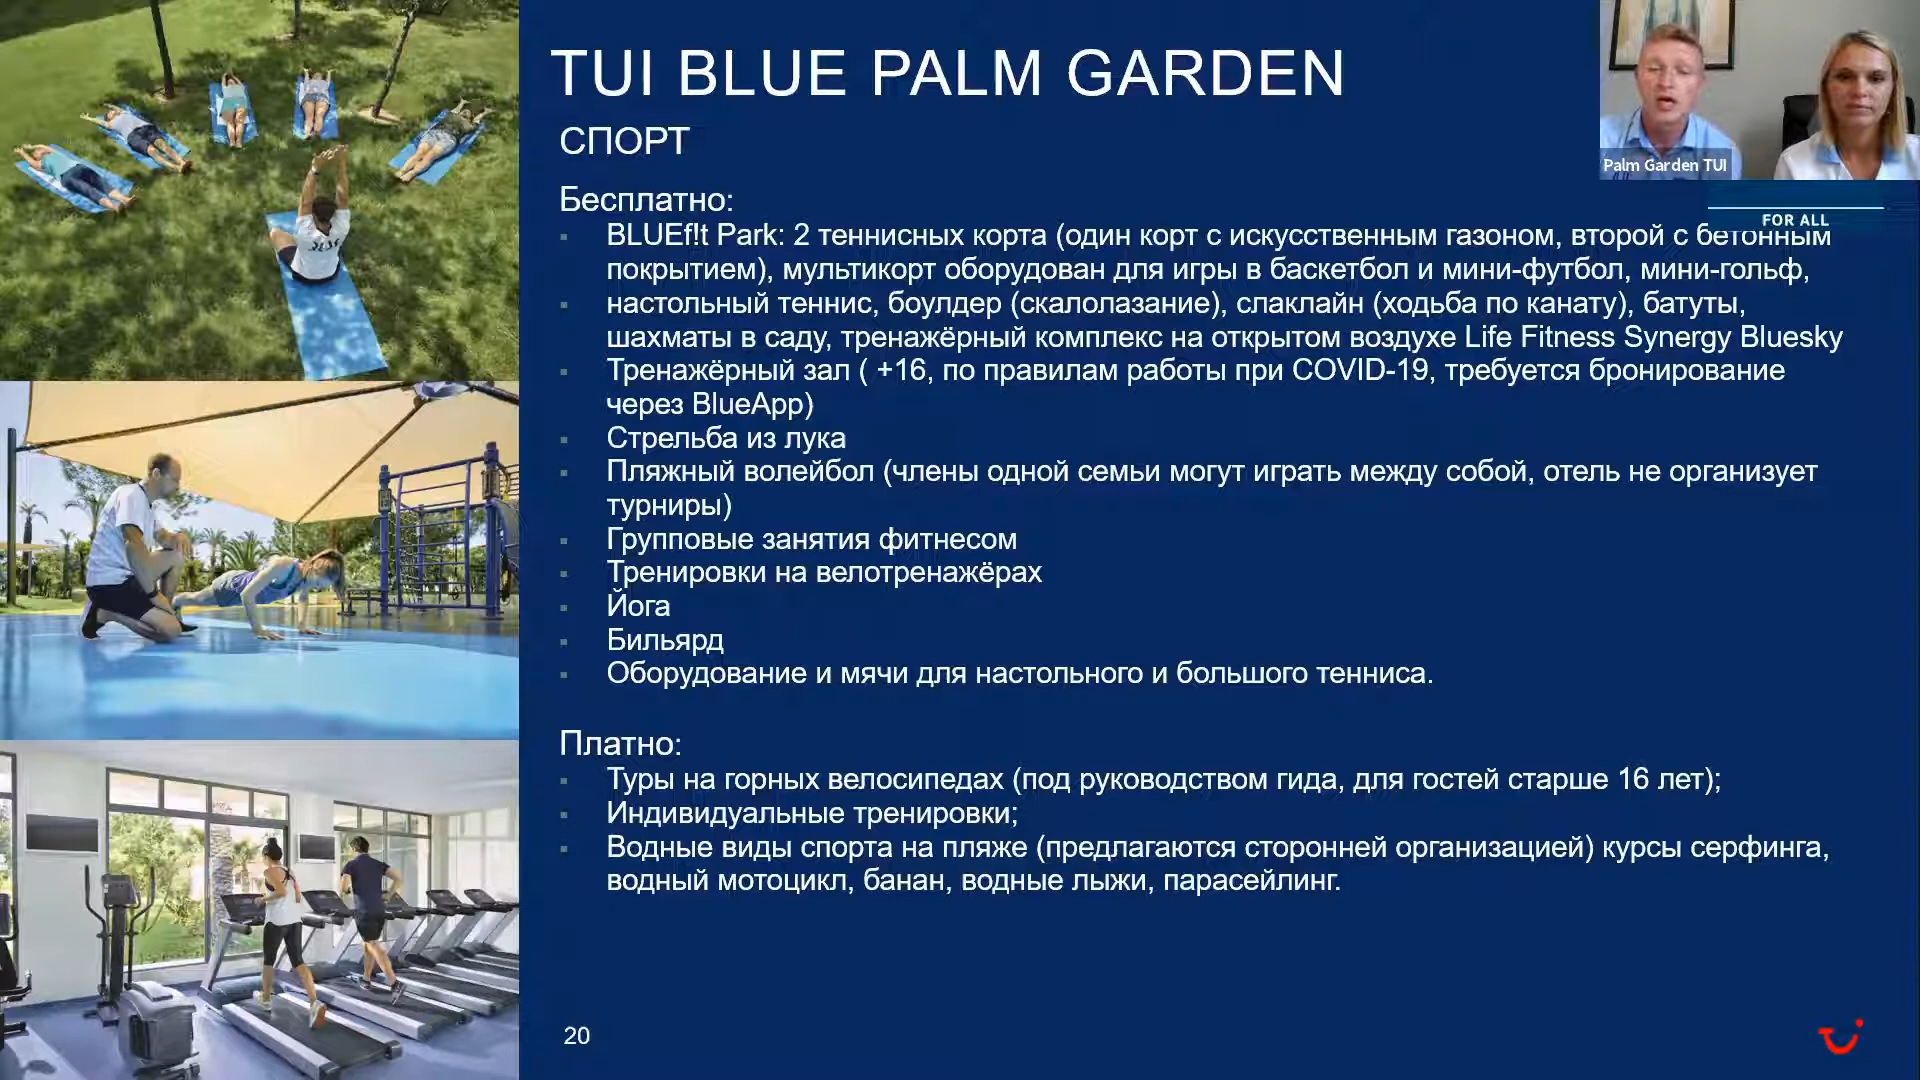 TUI BLUE PALM GARDEN
СПОРТ
Palm Garden TUI
FOR ALL
Бесплатно:
BLUEf!t Park: 2 теннисных корта (один корт с искусственным газоном, второй с бетонным
покрытием), мультикорт оборудован для игры в баскетбол и мини-футбол, мини-гольф,
настольный теннис, боулдер (скалолазание), слаклайн (ходьба по канату), батуты,
шахматы в саду, тренажёрный комплекс на открытом воздухе Life Fitness Synergy Bluesky
Тренажёрный зал ( +16, по правилам работы при COVID-19, требуется бронирование
через BlueApp)
Стрельба из лука
Пляжный волейбол (члены одной семьи могут играть между собой, отель не организует
турниры)
Групповые занятия фитнесом
Тренировки на велотренажёрах
Йога
Бильярд
Оборудование и мячи для настольного и большого тенниса.
Платно:
Туры на горных велосипедах (под руководством гида, для гостей старше 16 лет);
Индивидуальные тренировки;
Водные виды спорта на пляже (предлагаются сторонней организацией) курсы серфинга,
водный мотоцикл, банан, водные лыжи, парасейлинг.
20